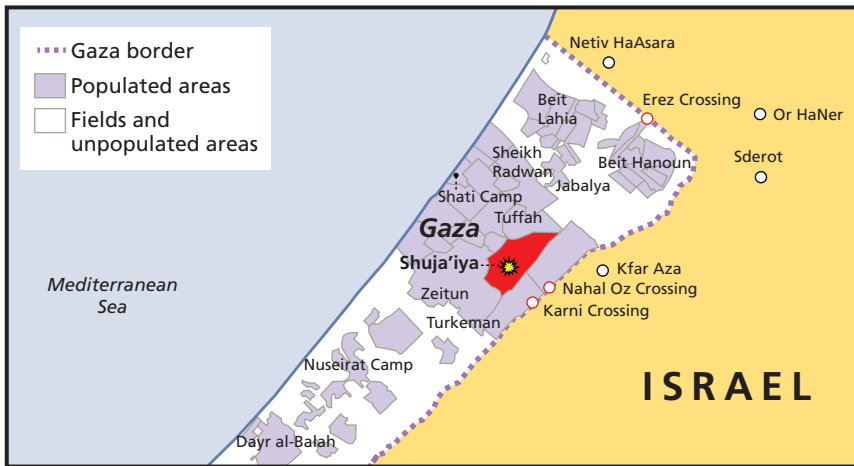 Gaza border
Populated areas
Fields and
unpopulated areas
Netiv HaAsara
Beit
Lahia
Erez Crossing
Or HaNer
Sheikh
Radwan
Beit Hanoun
Sderot
Jabalya
Shati Camp
Tuffah
Gaza
Shuja’iya
Kfar Aza
Mediterranean
Sea
Zeitun
Nahal Oz Crossing
Karni Crossing
Turkeman
Nuseirat Camp
ISRAEL
Dayr al-Balah